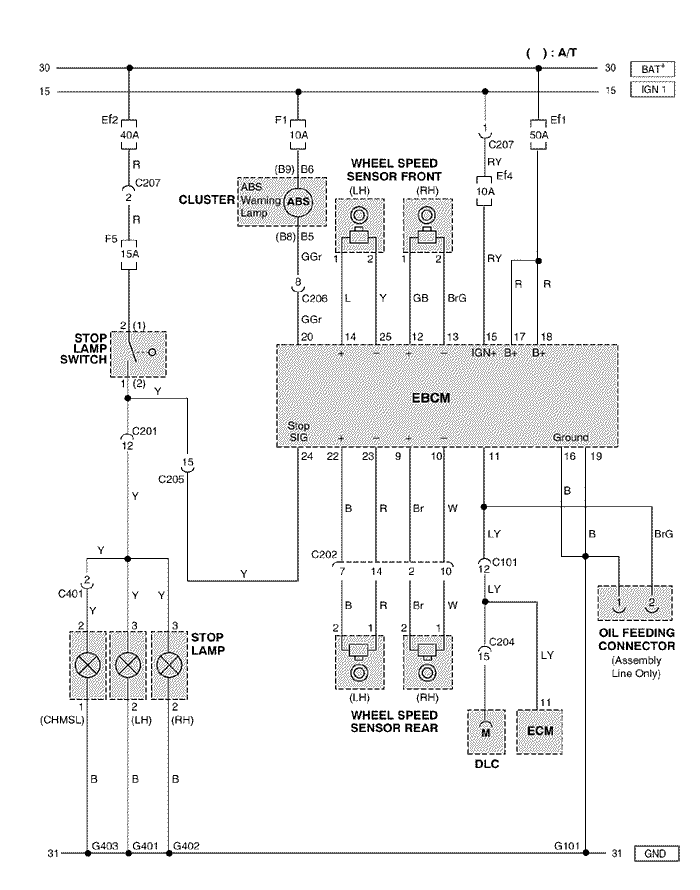 ( ) : A/T
30 30 BAT+
15 15 IGN 1
Ef2 F1 Ef1
40A 10A 1 50A
C207
R (B9) B6 WHEEL SPEED RY
C207 SENSOR FRONT Ef4
2 ABS (LH) (RH) 10A
CLUSTER Warning ABS
Lamp
R
F5 (B8) B5
15A GGr 1 2 1 2 RY
8 R R
C206 L Y GB BrG
2 (1) GGr
STOP 20 14 25 12 13 15 17 18
LAMP + − + − IGN+ B+ B+
SWITCH
1 (2) EBCM
Y Stop
SIG + − + − Ground
C201 24 22 23 9 10 11 16 19
12 15
C205 B
Y B R Br W LY B BrG
C202 C101
Y 7 14 2 10 12
2 Y LY
C401 1 2
Y Y Y B R Br W
2 3 3 2 1 2 1 C204 OIL FEEDING
STOP 15 CONNECTOR
LAMP LY (Assembly
Line Only)
1 2 2 (LH) (RH) 11
(CHMSL) (LH) (RH) WHEEL SPEED M ECM
SENSOR REAR
DLC
B B B
G403 G401 G402 G101
31 31 GND